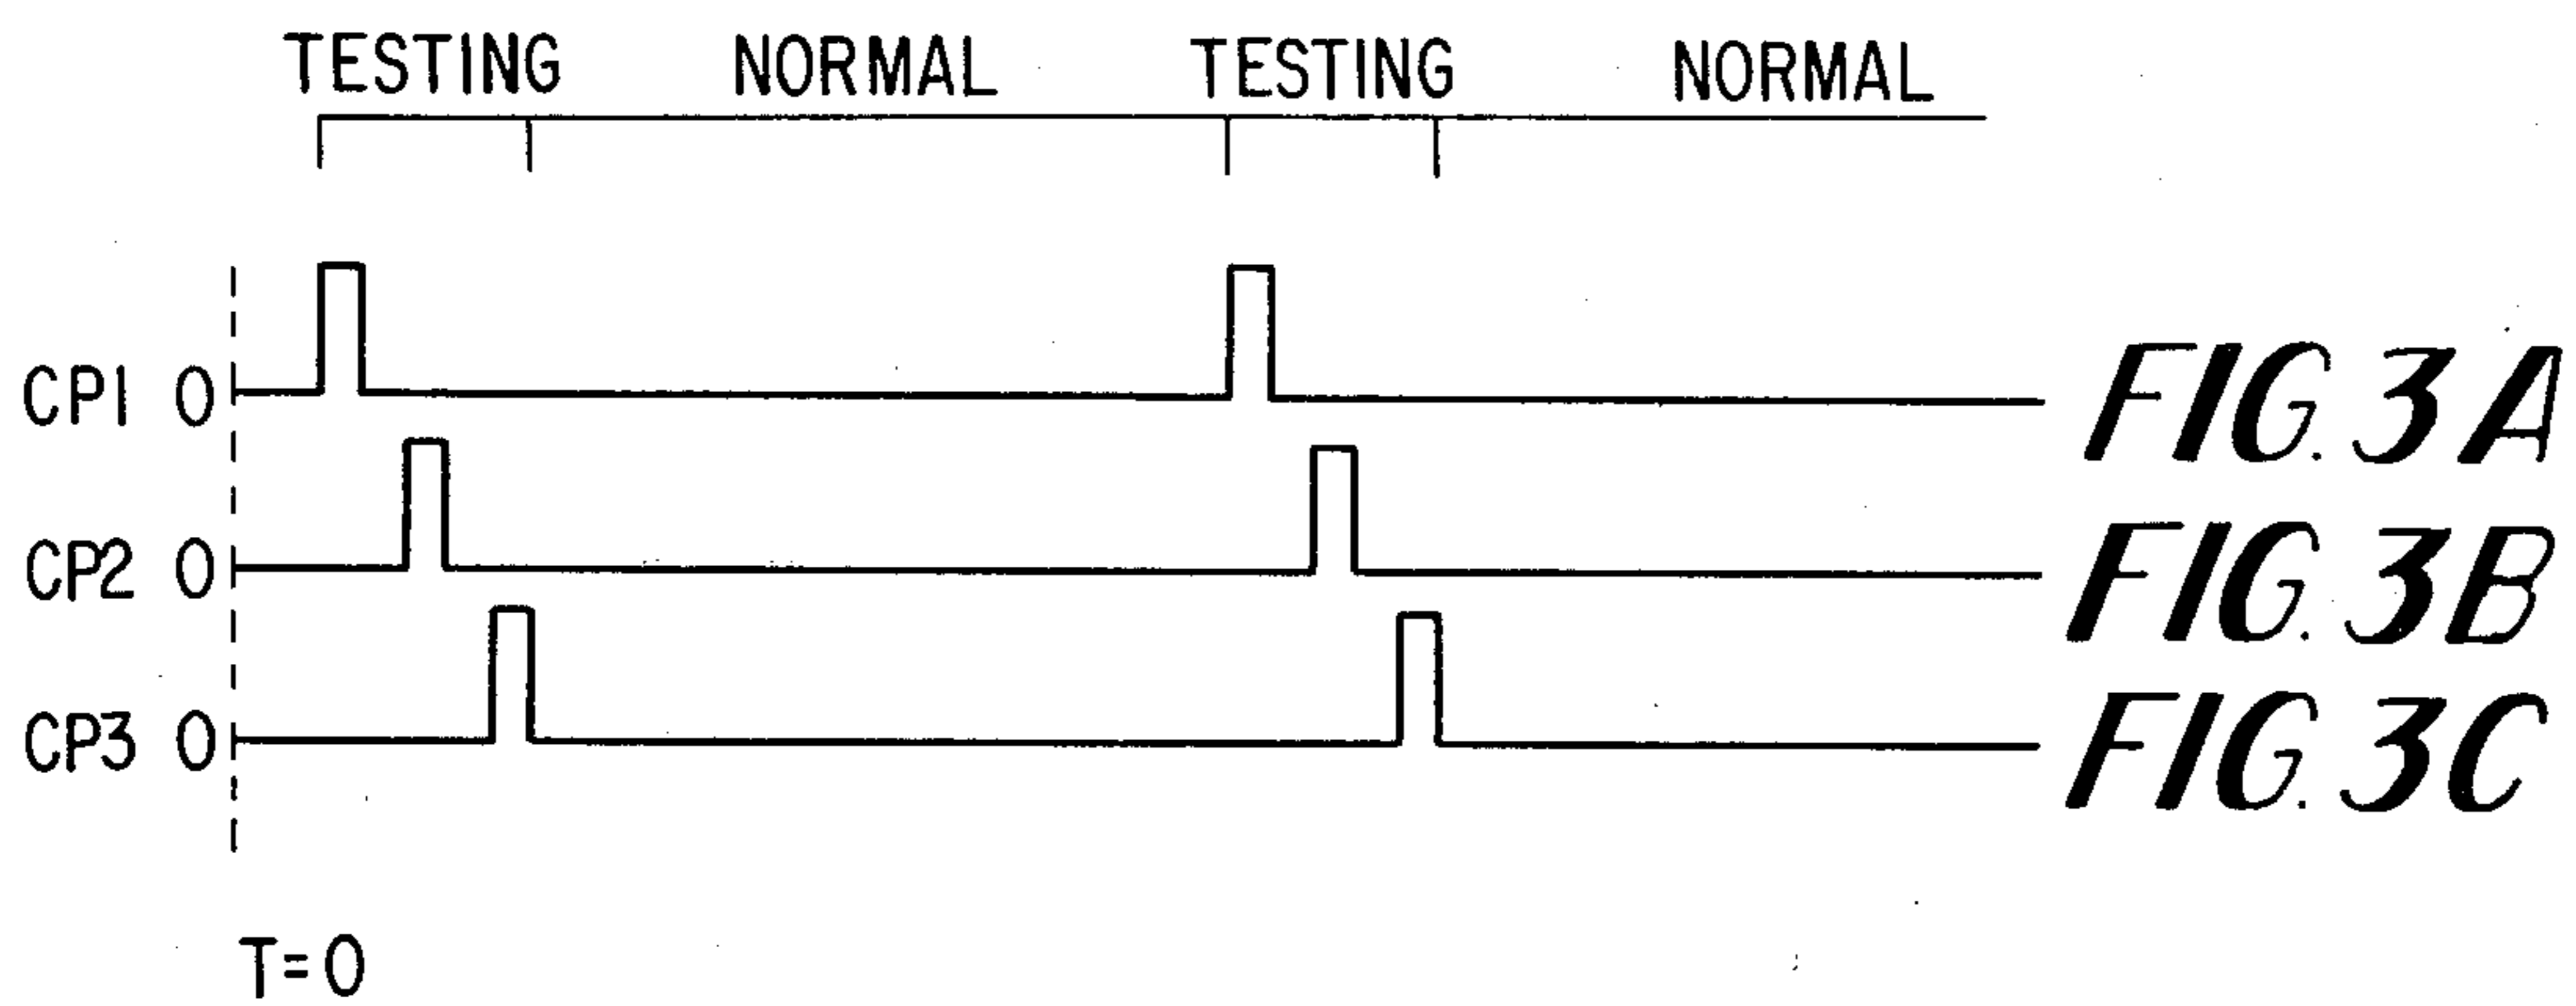 TESTING NORMAL TESTING NORMAL
CP1 0 FIG. 3A
CP2 0 FIG. 3B
CP3 0 FIG. 3C
T=0